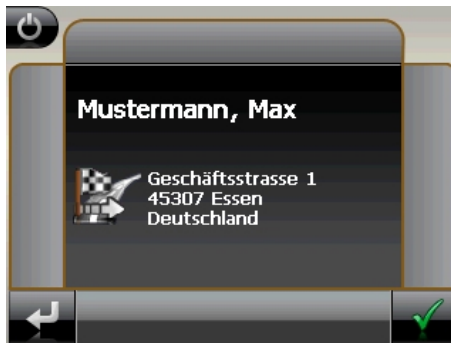 Mustermann, Max
Geschäftsstrasse 1
45307 Essen
Deutschland